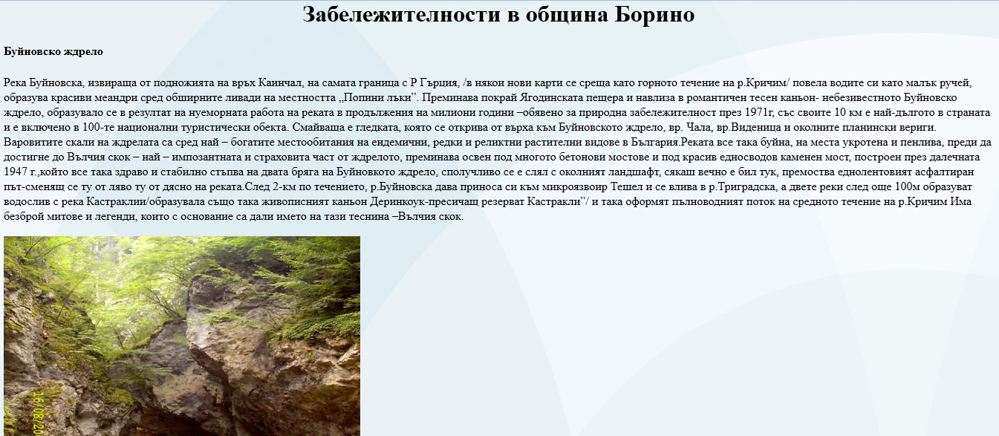 Забележителности в община Борино
Буйновско ждрело
Река Буйновска, извираща от подножията на връх Каинчал, на самата граница с Р Гърция, /в някои нови карти се среща като горното течение на р.Кричим/ повела водите си като малък ручей,
образува красиви меандри сред обширните ливади на местността „Попини лъки”. Преминава покрай Ягодинската пещера и навлиза в романтичен тесен каньон- небезивестното Буйновско
ждрело, образувало се в резултат на нуеморната работа на реката в продължения на милиони години –обявено за природна забележителност през 1971г, със своите 10 км е най-дългото в страната
и е включено в 100-те национални туристически обекта. Смайваща е гледката, която се открива от върха към Буйновското ждрело, вр. Чала, вр.Виденица и околните планински вериги.
Варовитите скали на ждрелата са сред най – богатите местообитания на ендемични, редки и реликтни растителни видове в България.Реката все така буйна, на места укротена и пенлива, преди да
достигне до Вълчия скок – най – импозантната и страховита част от ждрелото, преминава освен под многото бетонови мостове и под красив едносводов каменен мост, построен през далечната
1947 г.,който все така здраво и стабилно стъпва на двата бряга на Буйновкото ждрело, сполучливо се е слял с околният ландшафт, сякаш вечно е бил тук, премоства еднолентовият асфалтиран
път-сменящ се ту от ляво ту от дясно на реката.След 2-км по течението, р.Буйновска дава приноса си към микроязвоир Тешел и се влива в р.Триградска, а двете реки след още 100м образуват
водослив с река Кастраклии/образувала също така живописният каньон Деринкоук-пресичащ резерват Кастракли”/ и така оформят пълноводният поток на средното течение на р.Кричим Има
безброй митове и легенди, които с основание са дали името на тази теснина –Вълчия скок.
16/08/20